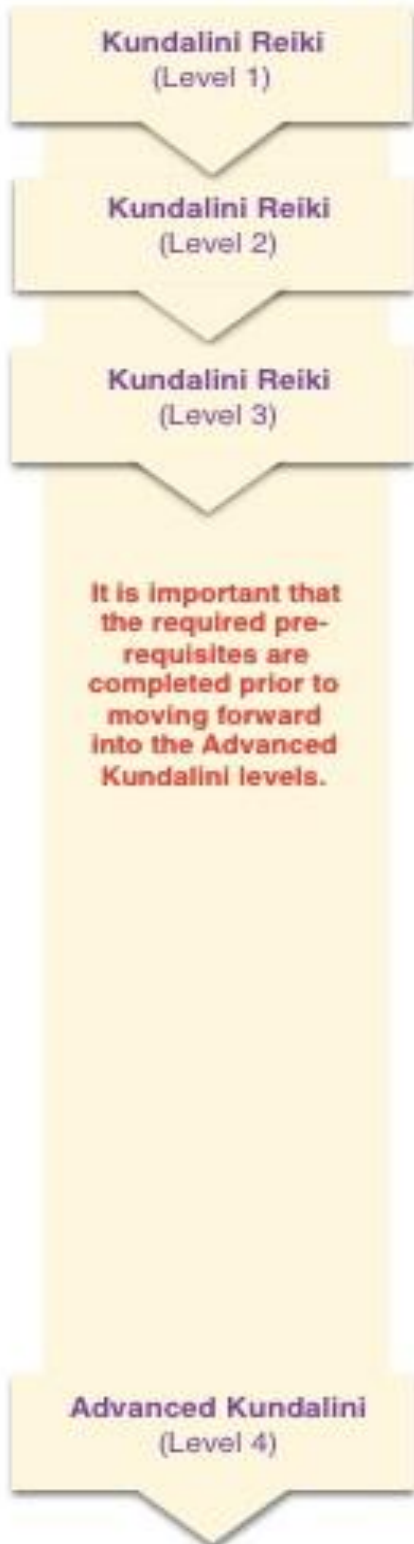 Kundalini Reiki
(Level 1)
Kundalini Reiki
(Level 2)
Kundalini Reiki
(Level 3)
It is important that
the required pre-
requisites are
completed prior to
moving forward
into the Advanced
Kundalini levels.
Advanced Kundalini
(Level 4)